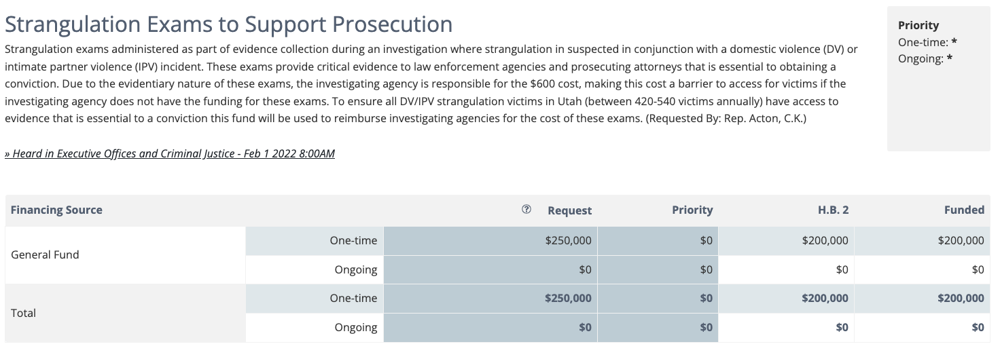 Strangulation Exams to Support Prosecution
Strangulation exams administered as part of evidence collection during an investigation where strangulation in suspected in conjunction with a domestic violence (DV) or
intimate partner violence (IPV) incident. These exams provide critical evidence to law enforcement agencies and prosecuting attorneys that is essential to obtaining a
conviction. Due to the evidentiary nature of these exams, the investigating agency is responsible for the $600 cost, making this cost a barrier to access for victims if the
investigating agency does not have the funding for these exams. To ensure all DV/IPV strangulation victims in Utah (between 420-540 victims annually) have access to
evidence that is essential to a conviction this fund will be used to reimburse investigating agencies for the cost of these exams. (Requested By: Rep. Acton, C.K.)
» Heard in Executive Offices and Criminal Justice - Feb 1 2022 8:00AM
Priority
One-time: *
Ongoing: *
Financing Source ? Request Priority H.B. 2 Funded
General Fund
One-time $250,000 $0 $200,000 $200,000
Ongoing $0 $0 $0 $0
Total
One-time $250,000 $0 $200,000 $200,000
Ongoing $0 $0 $0 $0